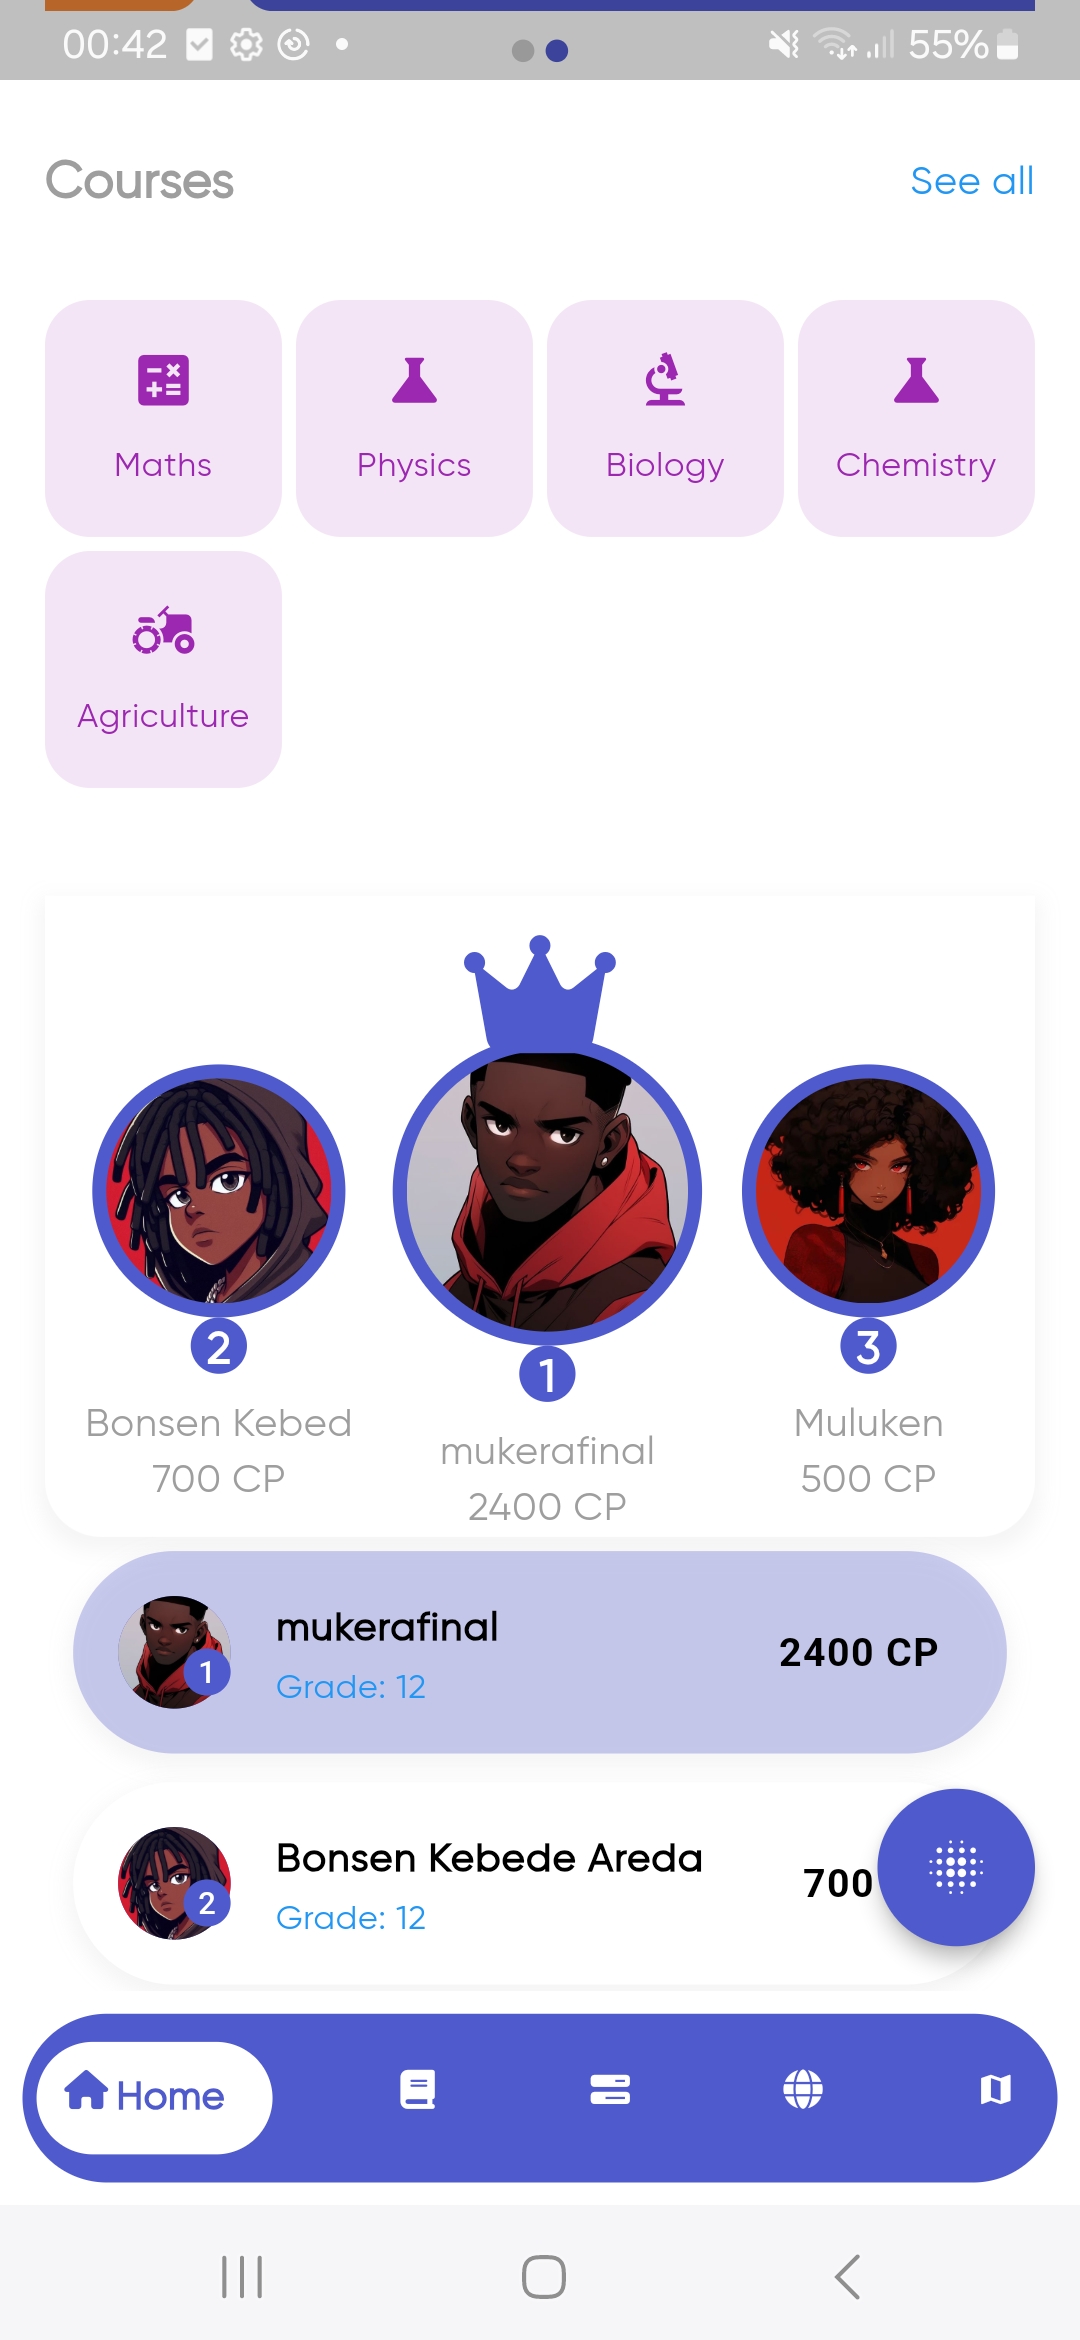 00:42
55%
Courses
See all
Maths
Physics
Biology
Chemistry
Agriculture
2
1
3
Bonsen Kebed
mukerafinal
Muluken
700 CP
2400 CP
500 CP
mukerafinal
1
2400 CP
Grade: 12
Bonsen Kebede Areda
2
700
Grade: 12
Home